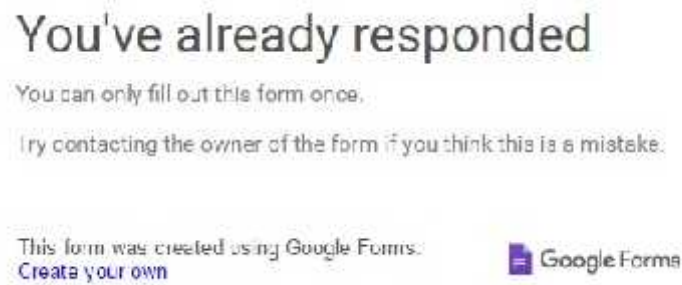 You've already responded
You can only fill out this form once.
Try contacting the owner of the form if you think this is a mistake.
This form was created using Google Forms.
Create your own
Google Forms